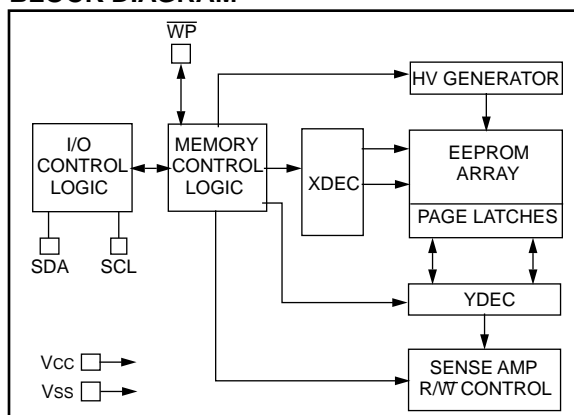 BLOCK DIAGRAM
WP
HV GENERATOR
I/O
CONTROL
LOGIC
MEMORY
CONTROL
LOGIC
XDEC
EEPROM
ARRAY
PAGE LATCHES
SDA
SCL
YDEC
VCC
VSS
SENSE AMP
R/W CONTROL